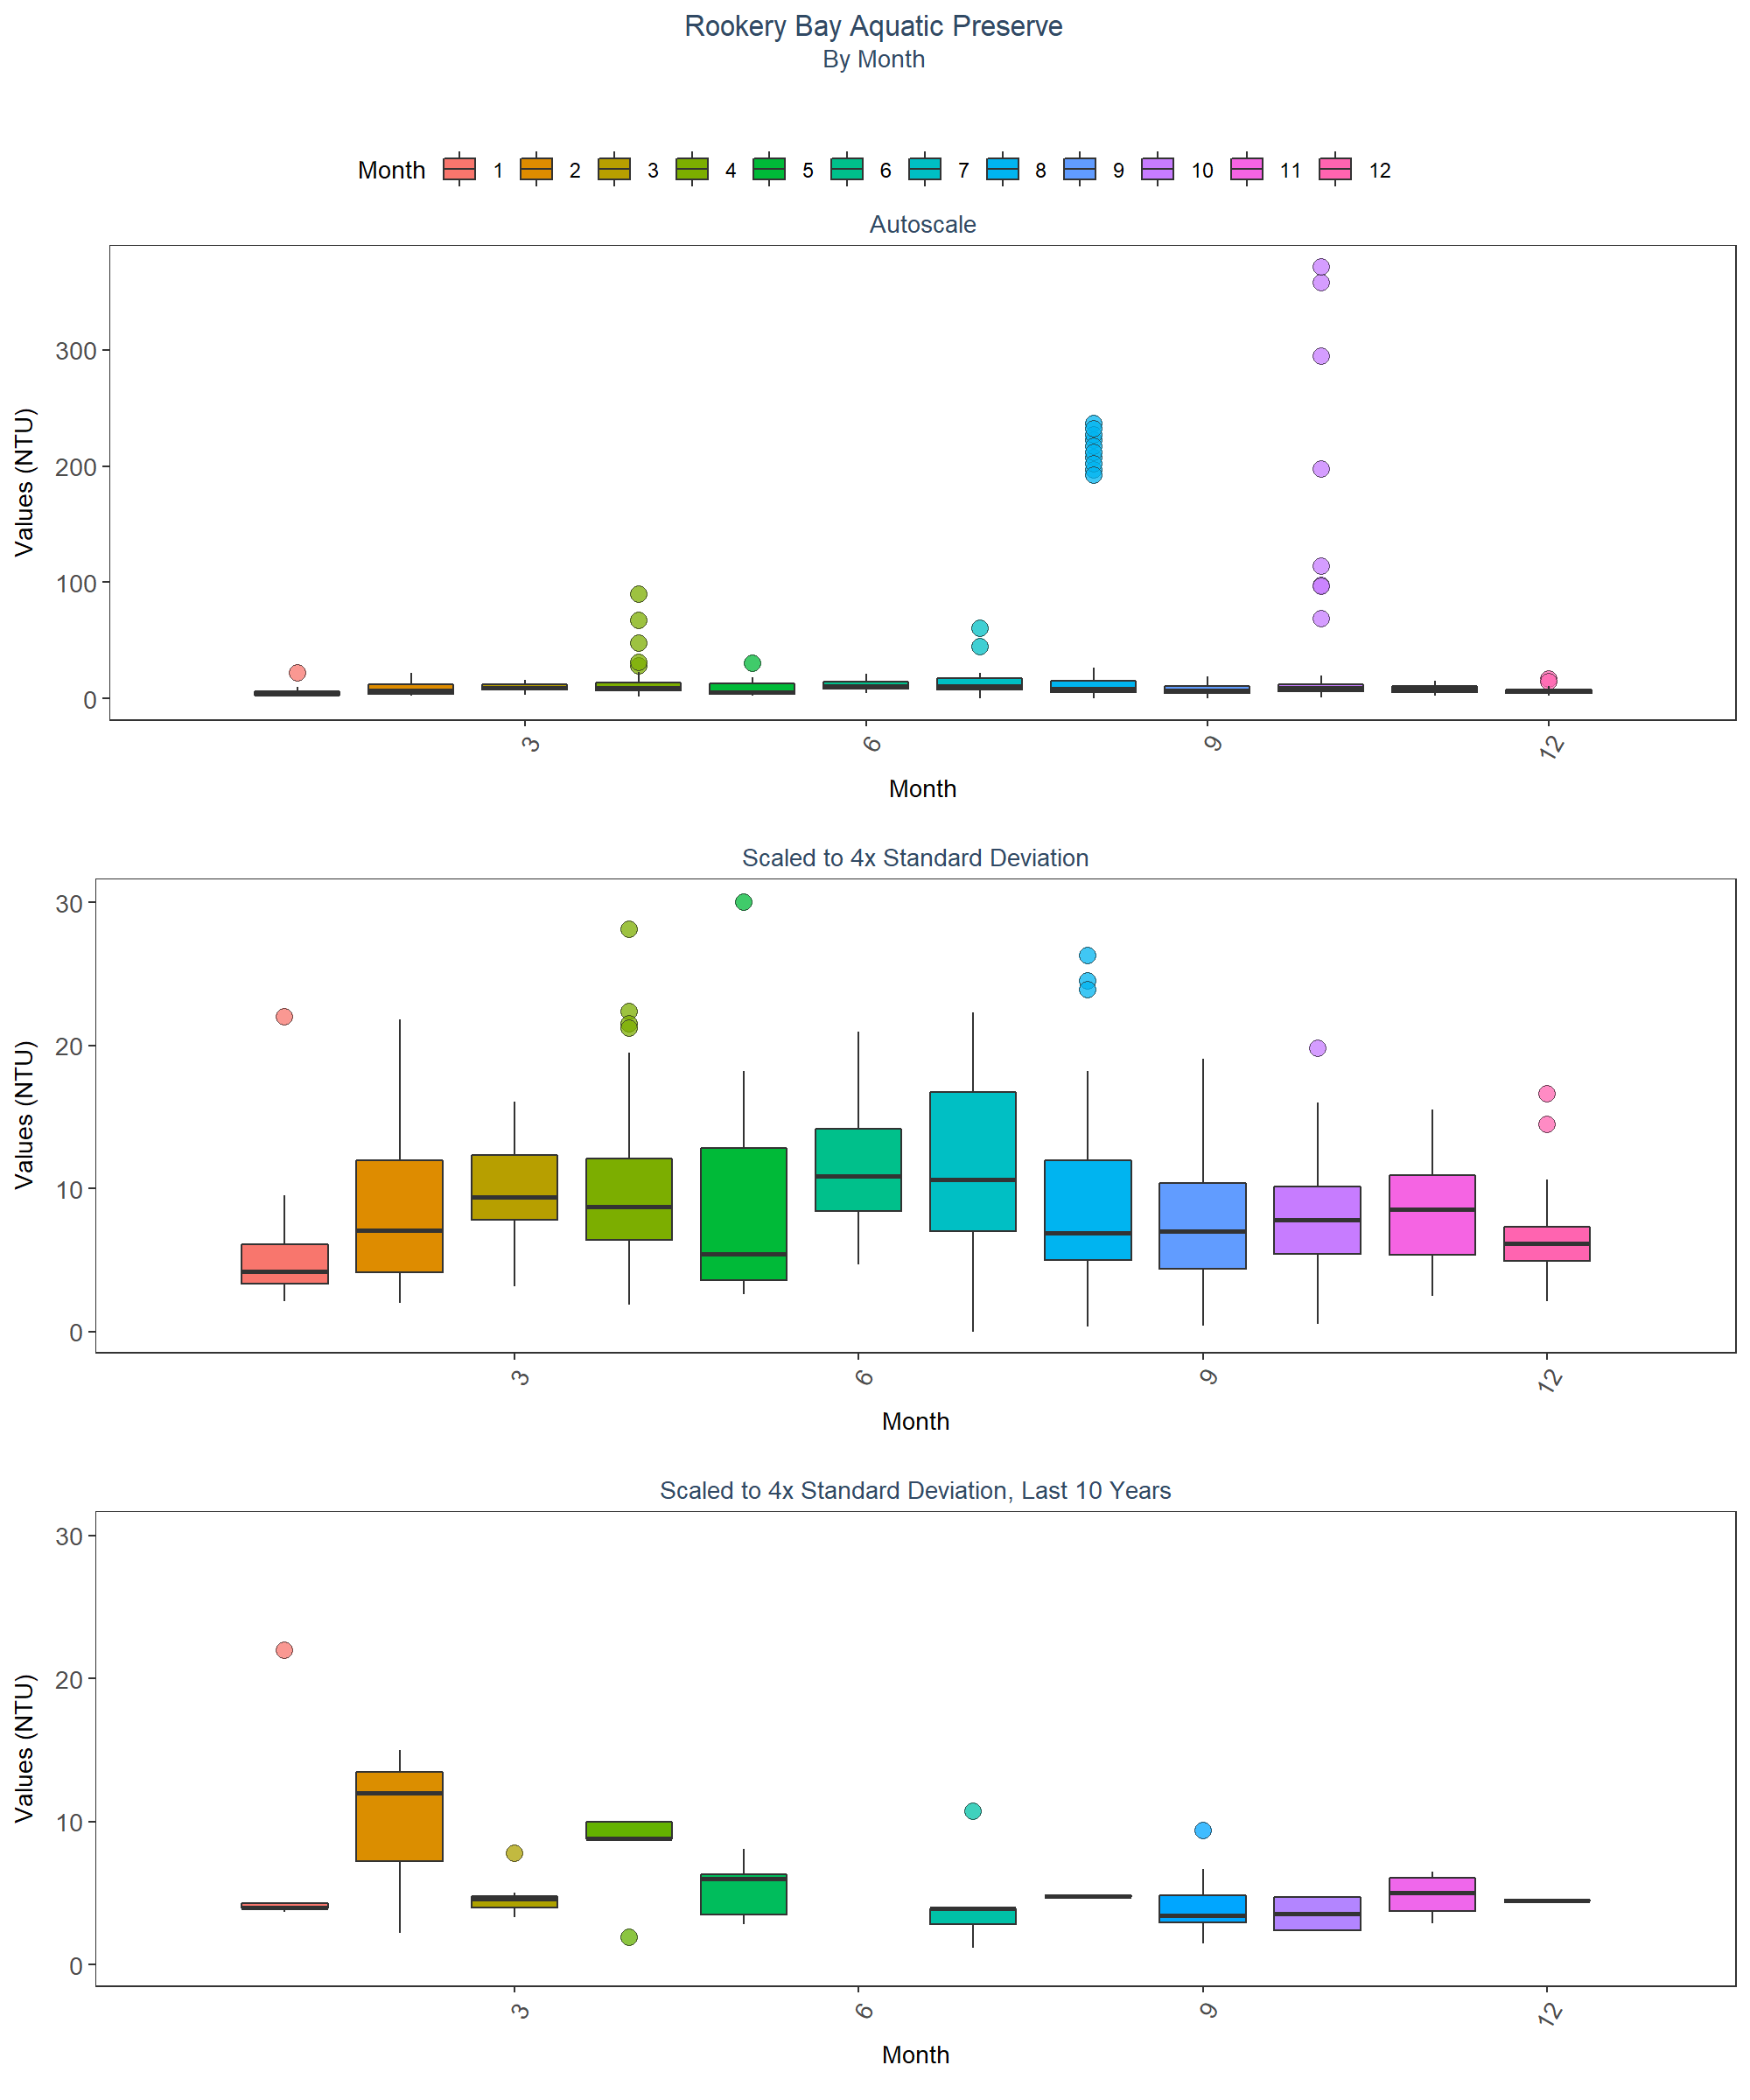 Rookery Bay Aquatic Preserve
By Month
Month 1 2 3 4 5 6 7 8 9 10 11 12
Autoscale
Values (NTU)
300
200
100
0
3 6 9 12
Month
Scaled to 4x Standard Deviation
Values (NTU)
30
20
10
0
3 6 9 12
Month
Scaled to 4x Standard Deviation, Last 10 Years
Values (NTU)
30
20
10
0
3 6 9 12
Month